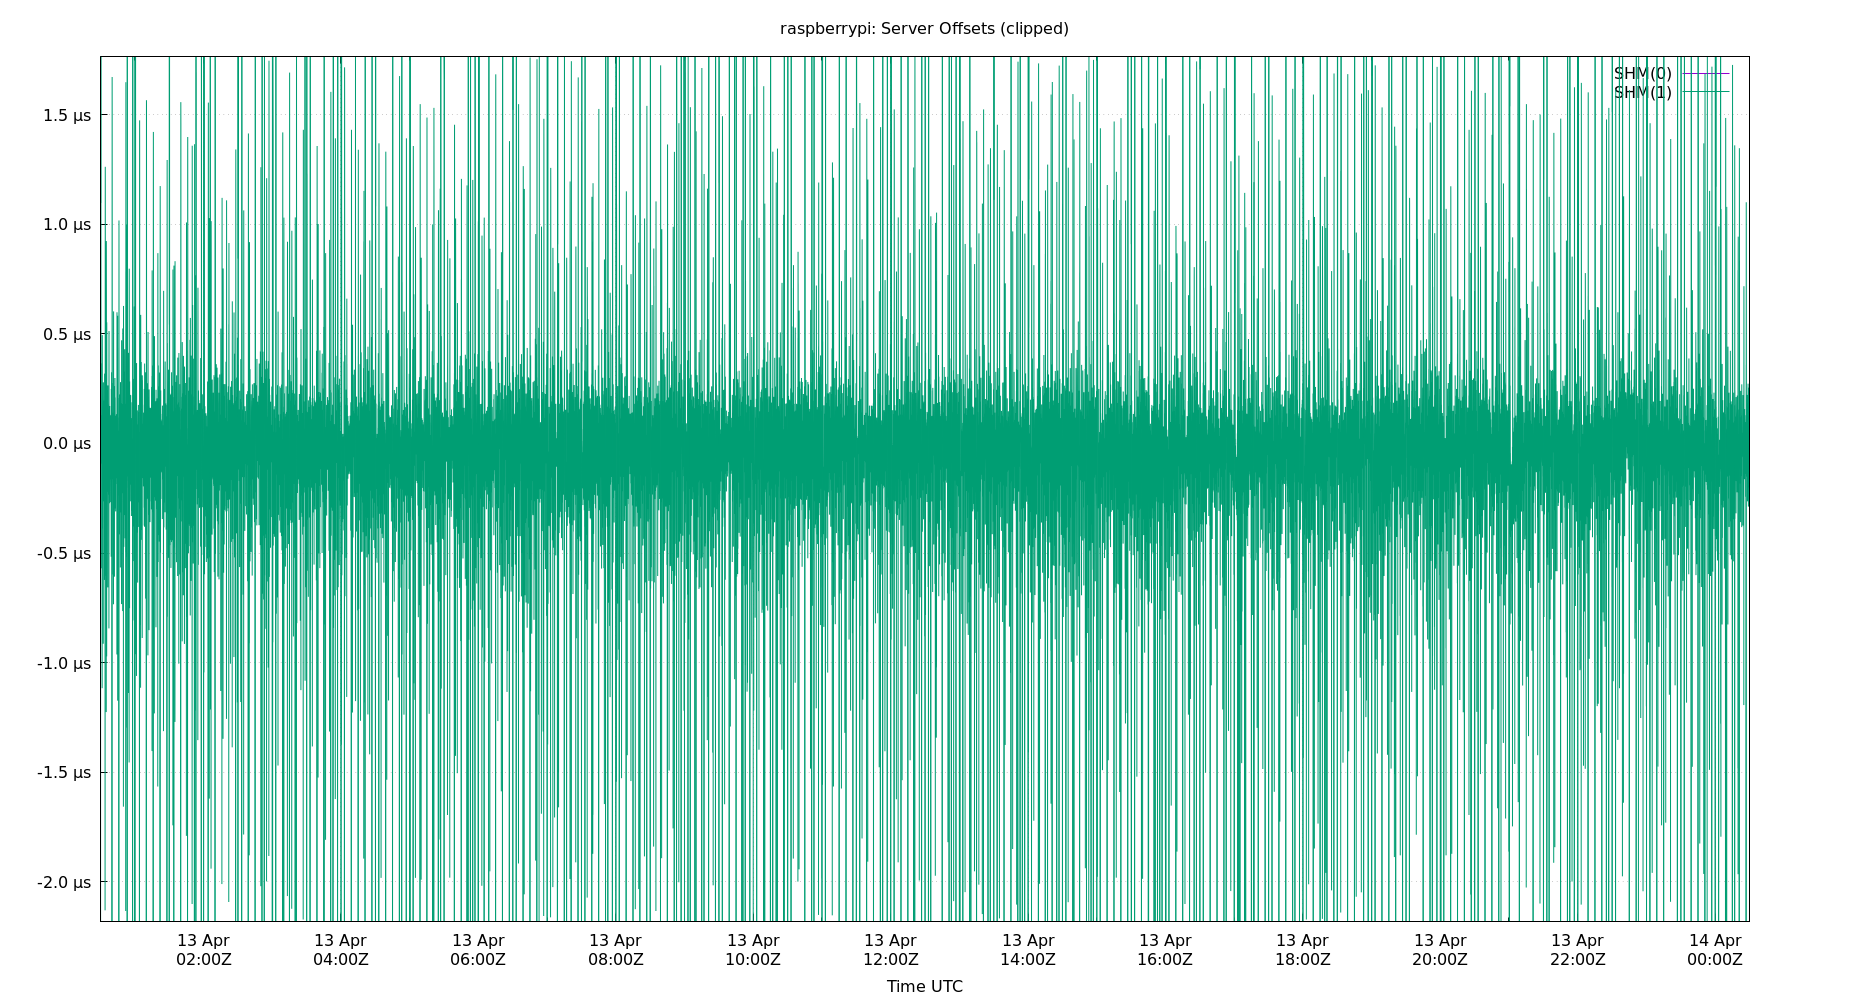 raspberrypi: Server Offsets (clipped)
SHM(0)
SHM(1)
1.5 µs
1.0 µs
0.5 µs
0.0 µs
-0.5 µs
-1.0 µs
-1.5 µs
-2.0 µs
13 Apr 13 Apr 13 Apr 13 Apr 13 Apr 13 Apr 13 Apr 13 Apr 13 Apr 13 Apr 13 Apr 14 Apr
02:00Z 04:00Z 06:00Z 08:00Z 10:00Z 12:00Z 14:00Z 16:00Z 18:00Z 20:00Z 22:00Z 00:00Z
Time UTC